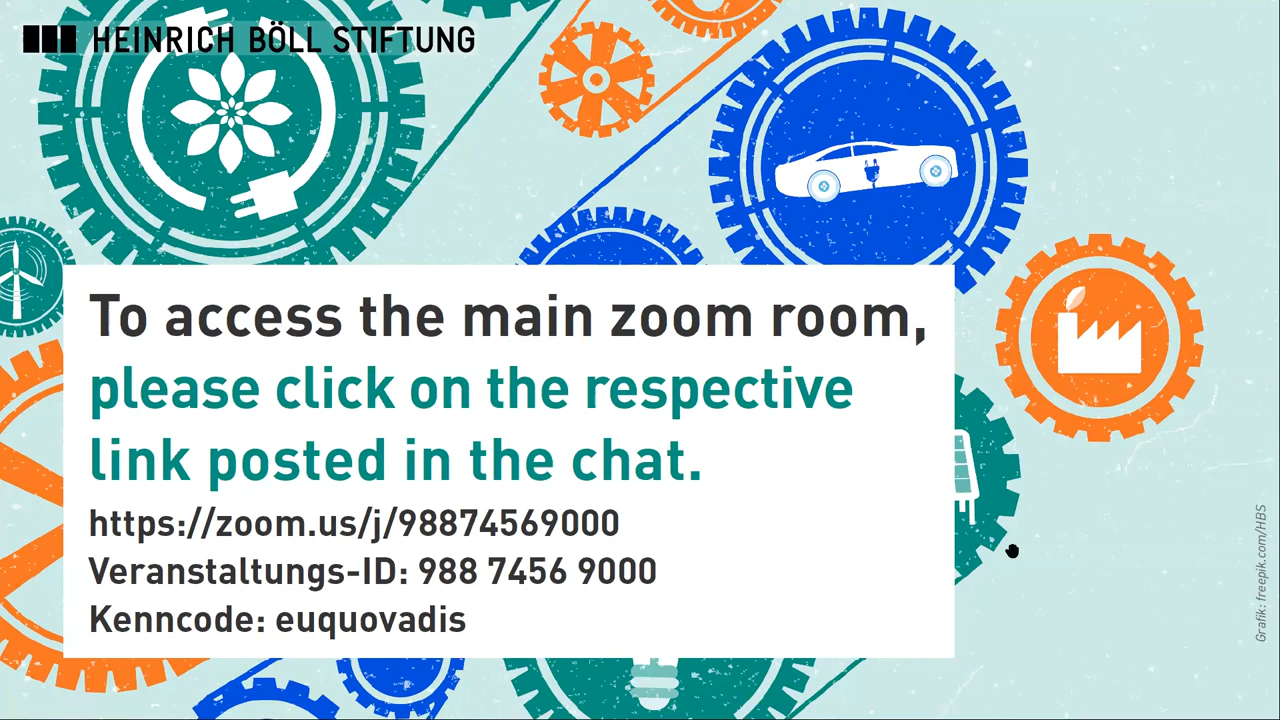 HEINRICH BÖLL STIFTUNG
To access the main zoom room,
please click on the respective
link posted in the chat.
https://zoom.us/j/98874569000
Veranstaltungs-ID: 988 7456 9000
Kenncode: euquovadis
Grafik: freepik.com/HBS